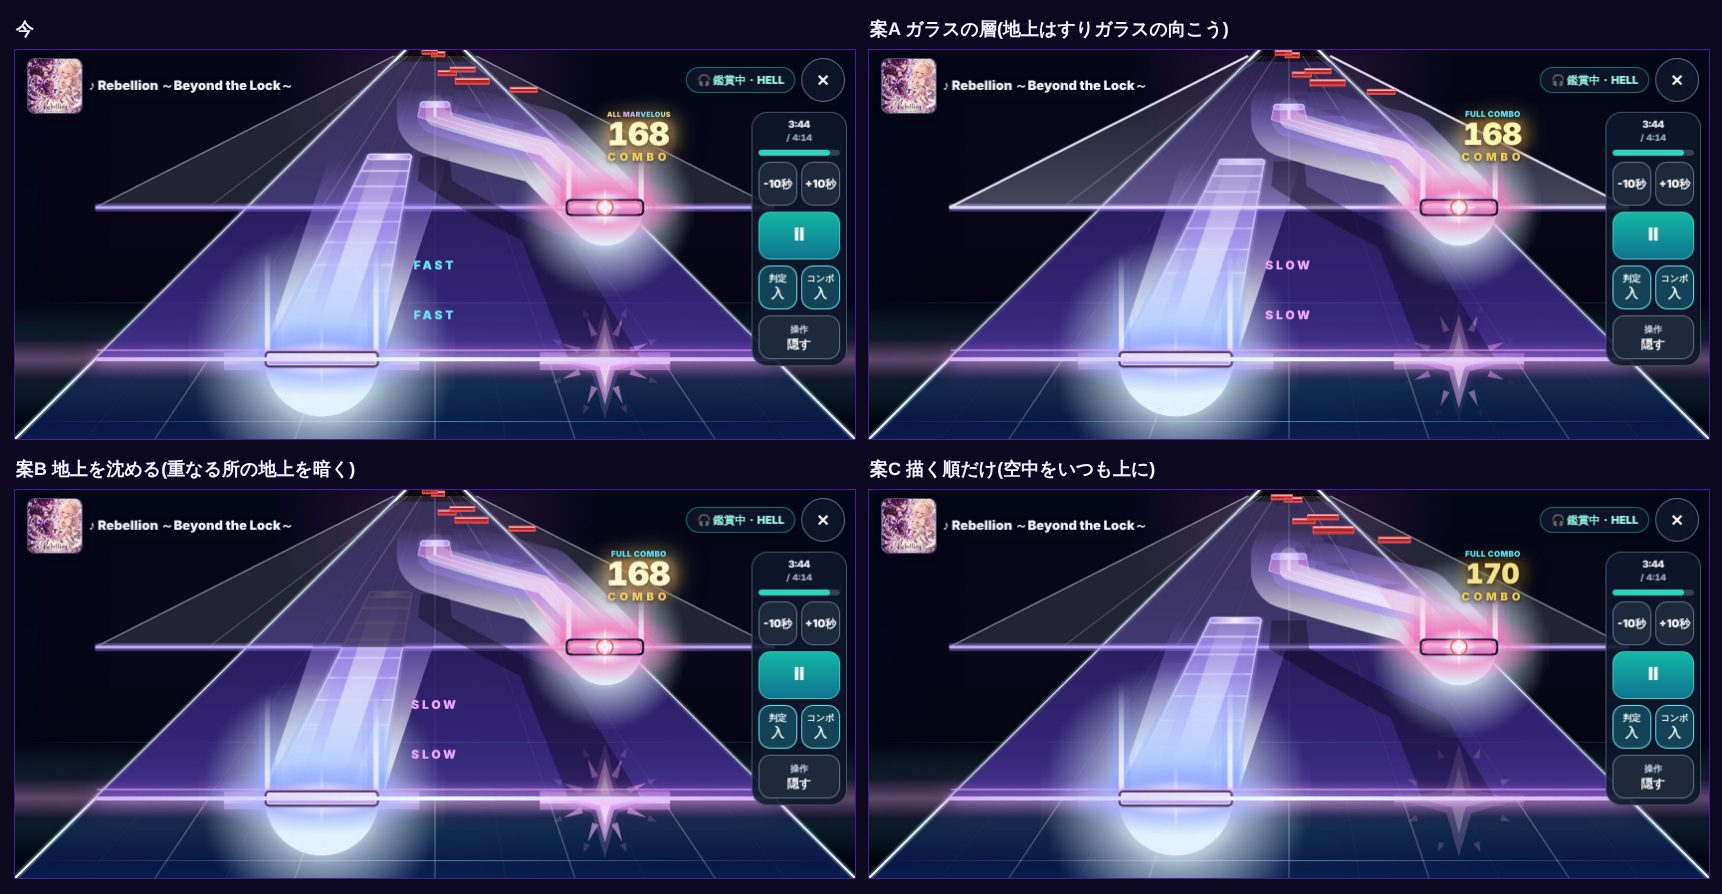 今
♪ Rebellion ～Beyond the Lock～
🎧 鑑賞中・HELL
×
ALL MARVELOUS
168
COMBO
3:44
/ 4:14
-10秒
+10秒
FAST
FAST
判定
入
コンボ
入
操作
隠す
案A ガラスの層(地上はすりガラスの向こう)
♪ Rebellion ～Beyond the Lock～
🎧 鑑賞中・HELL
×
FULL COMBO
168
COMBO
3:44
/ 4:14
-10秒
+10秒
SLOW
SLOW
判定
入
コンボ
入
操作
隠す
案B 地上を沈める(重なる所の地上を暗く)
♪ Rebellion ～Beyond the Lock～
🎧 鑑賞中・HELL
×
FULL COMBO
168
COMBO
3:44
/ 4:14
-10秒
+10秒
SLOW
SLOW
判定
入
コンボ
入
操作
隠す
案C 描く順だけ(空中をいつも上に)
♪ Rebellion ～Beyond the Lock～
🎧 鑑賞中・HELL
×
FULL COMBO
170
COMBO
3:44
/ 4:14
-10秒
+10秒
判定
入
コンボ
入
操作
隠す